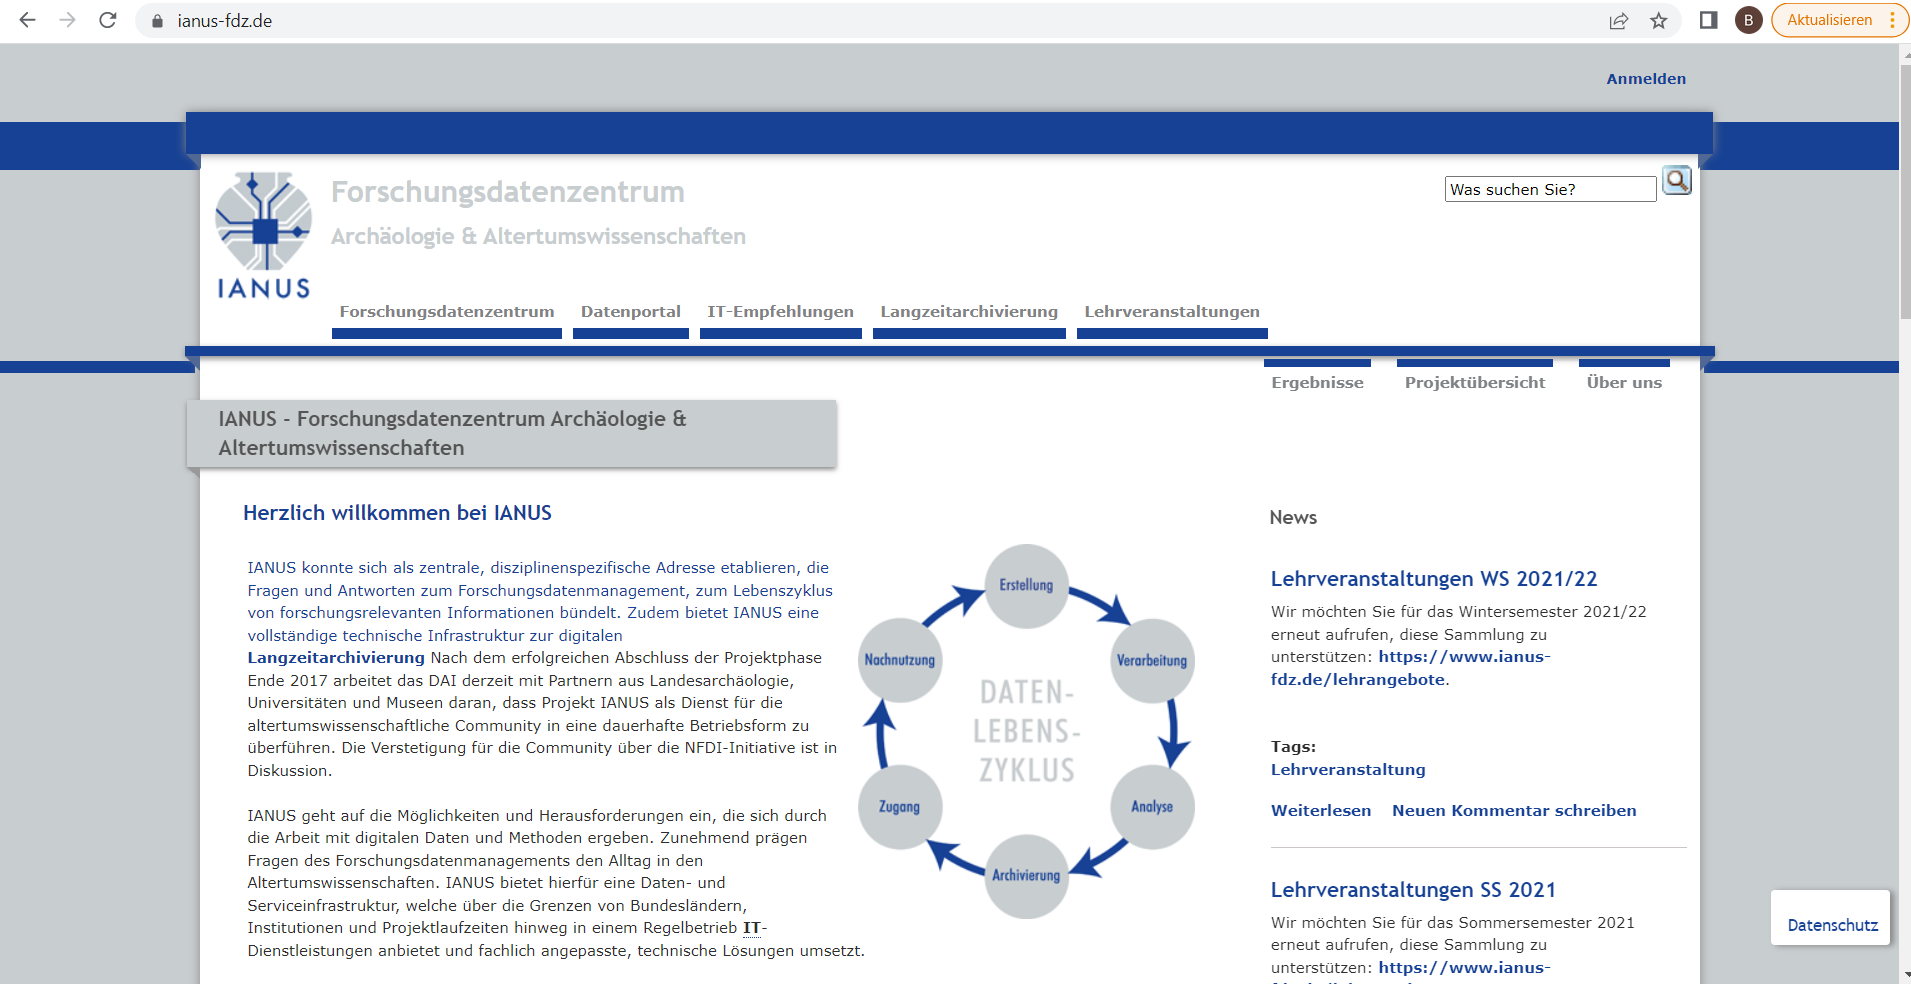 ianus-fdz.de
B
Aktualisieren
Anmelden
Forschungsdatenzentrum
Archäologie & Altertumswissenschaften
IANUS
Was suchen Sie?
Forschungsdatenzentrum Datenportal IT-Empfehlungen Langzeitarchivierung Lehrveranstaltungen
Ergebnisse Projektübersicht Über uns
IANUS - Forschungsdatenzentrum Archäologie &
Altertumswissenschaften
Herzlich willkommen bei IANUS
IANUS konnte sich als zentrale, disziplinenspezifische Adresse etablieren, die
Fragen und Antworten zum Forschungsdatenmanagement, zum Lebenszyklus
von forschungsrelevanten Informationen bündelt. Zudem bietet IANUS eine
vollständige technische Infrastruktur zur digitalen
Langzeitarchivierung Nach dem erfolgreichen Abschluss der Projektphase
Ende 2017 arbeitet das DAI derzeit mit Partnern aus Landesarchäologie,
Universitäten und Museen daran, dass Projekt IANUS als Dienst für die
altertumswissenschaftliche Community in eine dauerhafte Betriebsform zu
überführen. Die Verstetigung für die Community über die NFDI-Initiative ist in
Diskussion.
IANUS geht auf die Möglichkeiten und Herausforderungen ein, die sich durch
die Arbeit mit digitalen Daten und Methoden ergeben. Zunehmend prägen
Fragen des Forschungsdatenmanagements den Alltag in den
Altertumswissenschaften. IANUS bietet hierfür eine Daten- und
Serviceinfrastruktur, welche über die Grenzen von Bundesländern,
Institutionen und Projektlaufzeiten hinweg in einem Regelbetrieb IT-
Dienstleistungen anbietet und fachlich angepasste, technische Lösungen umsetzt.
Erstellung
Verarbeitung
Analyse
Archivierung
Zugang
Nachnutzung
DATEN-
LEBENS-
ZYKLUS
News
Lehrveranstaltungen WS 2021/22
Wir möchten Sie für das Wintersemester 2021/22
erneut aufrufen, diese Sammlung zu
unterstützen: https://www.ianus-
fdz.de/lehrangebote.
Tags:
Lehrveranstaltung
Weiterlesen Neuen Kommentar schreiben
Lehrveranstaltungen SS 2021
Wir möchten Sie für das Sommersemester 2021
erneut aufrufen, diese Sammlung zu
unterstützen: https://www.ianus-
Datenschutz